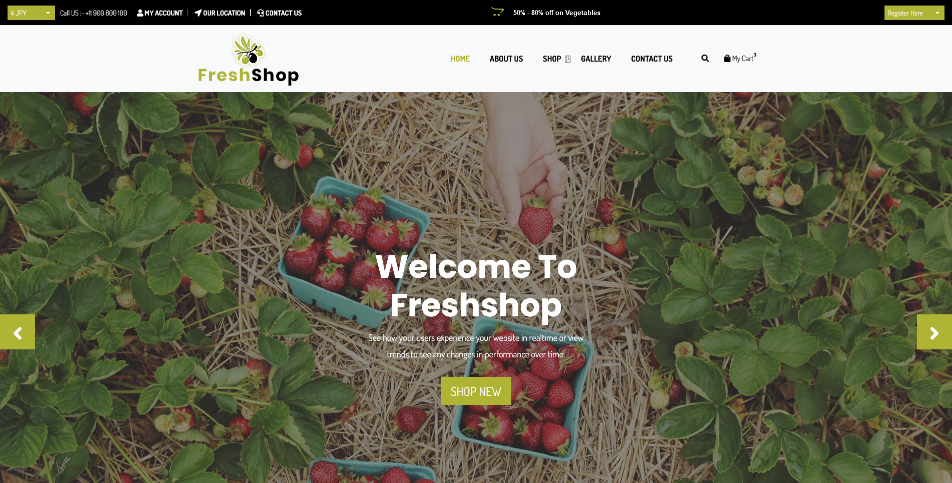 ¥ JPY
Call US :- +11 900 800 100
MY ACCOUNT
OUR LOCATION
CONTACT US
50% - 80% off on Vegetables
Register Here
FreshShop
HOME
ABOUT US
SHOP
GALLERY
CONTACT US
My Cart
3
Welcome To
Freshshop
See how your users experience your website in realtime or view
trends to see any changes in performance over time.
SHOP NEW